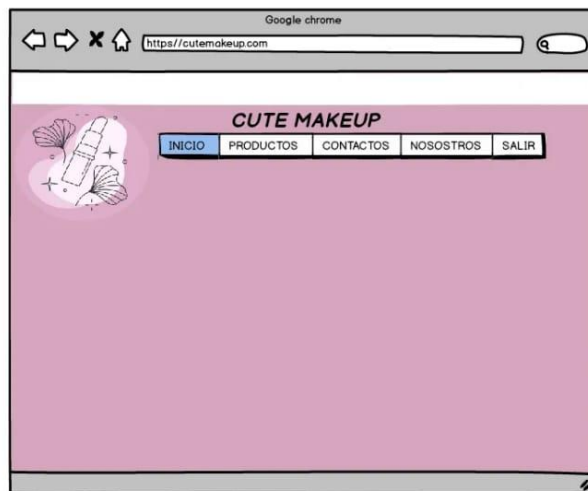 Google chrome
https//cutemakeup.com
CUTE MAKEUP
INICIO PRODUCTOS CONTACTOS NOSOSTROS SALIR